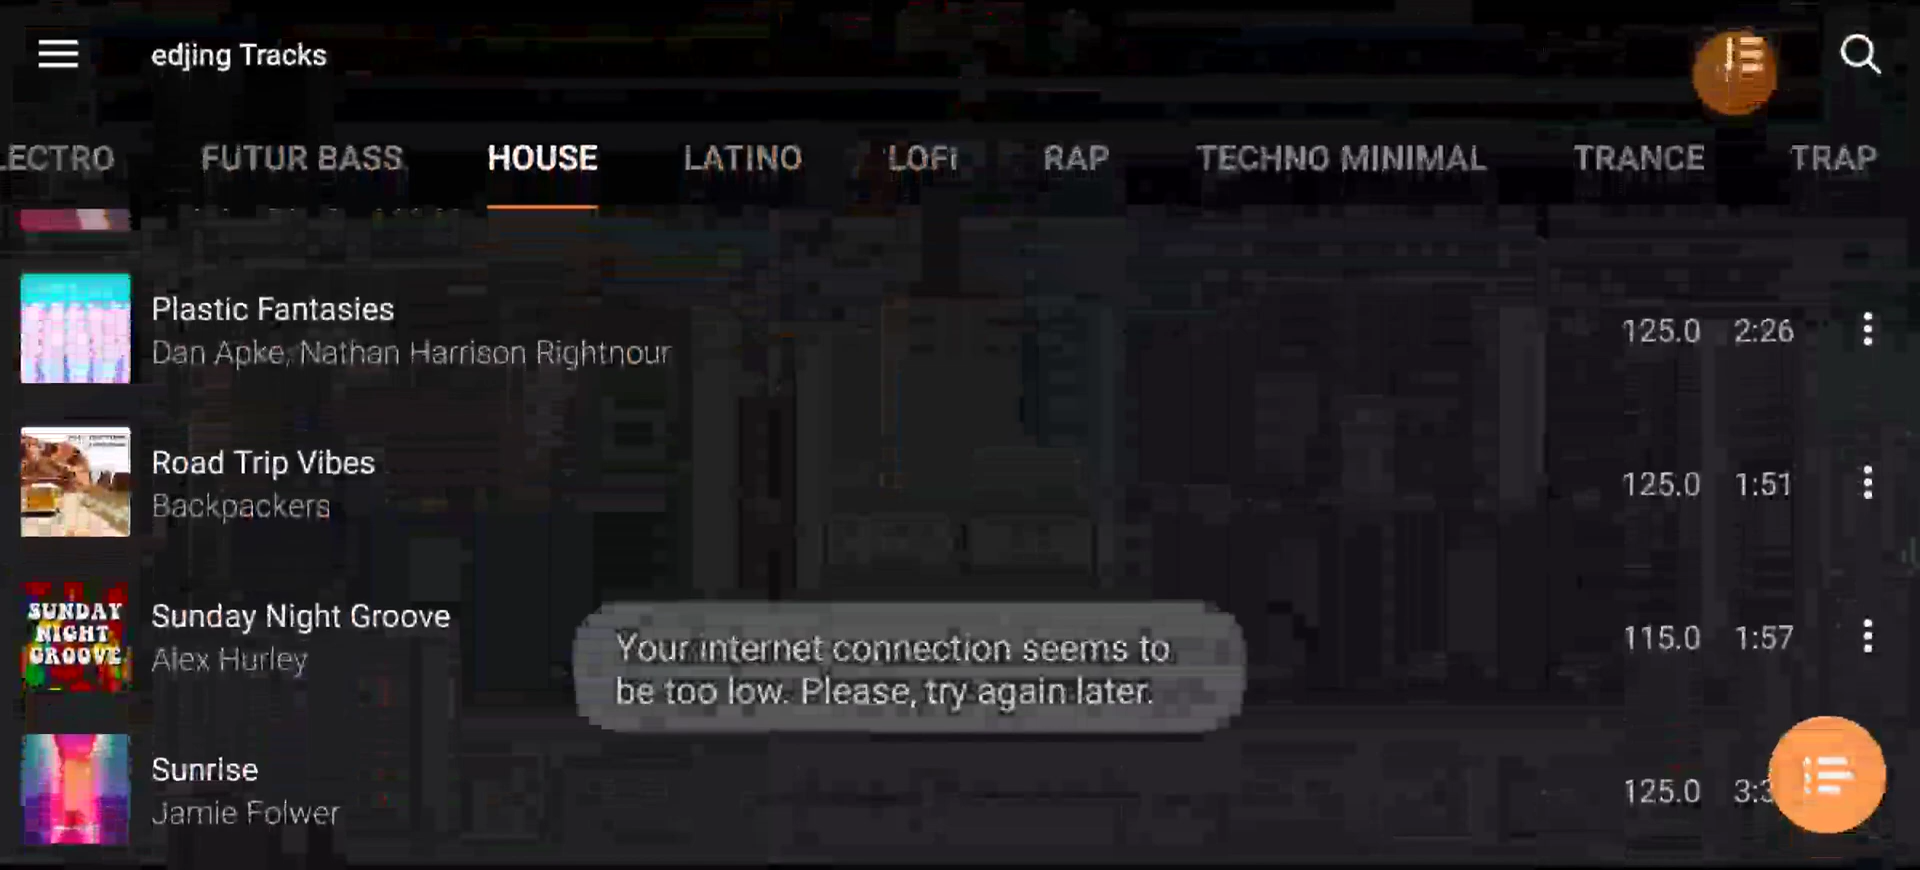 edjing Tracks
LECTRO FUTUR BASS HOUSE LATINO LOFI RAP TECHNO MINIMAL TRANCE TRAP
Plastic Fantasies
Dan Apke, Nathan Harrison Rightnour
125.0 2:26
Road Trip Vibes
Backpackers
125.0 1:51
SUNDAY
NIGHT
GROOVE
Sunday Night Groove
Alex Hurley
115.0 1:57
Your internet connection seems to
be too low. Please, try again later.
Sunrise
Jamie Folwer
125.0